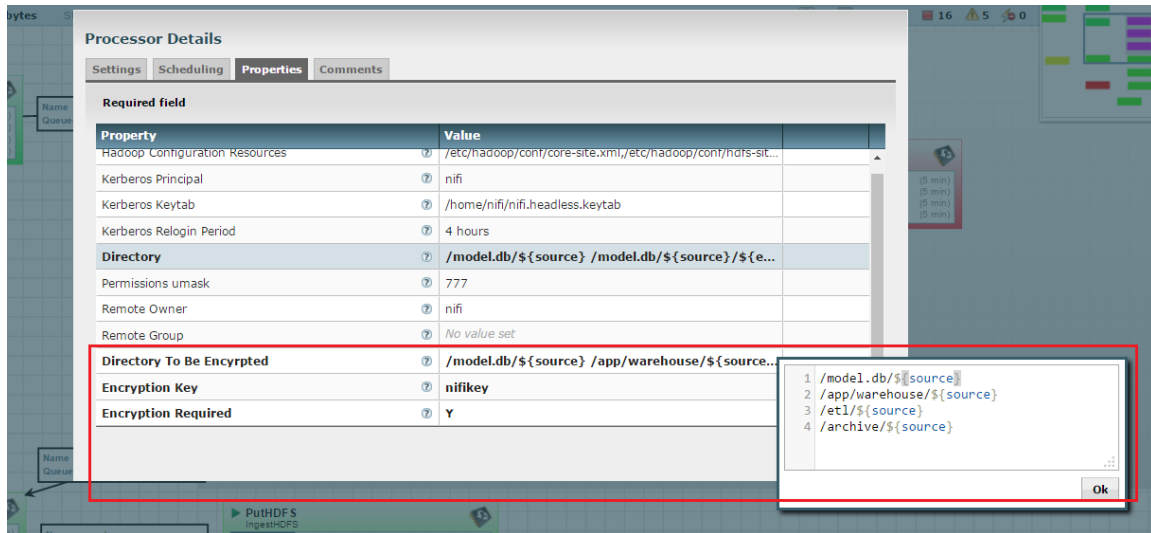 bytes
16 5 0
Processor Details
Settings Scheduling Properties Comments
Required field
Name
Queue
Property Value
Hadoop Configuration Resources /etc/hadoop/conf/core-site.xml,/etc/hadoop/conf/hdfs-sit...
Kerberos Principal nifi
(5 min)
(5 min)
(5 min)
(5 min)
Kerberos Keytab /home/nifi/nifi.headless.keytab
Kerberos Relogin Period 4 hours
Directory /model.db/${source} /model.db/${source}/${e...
Permissions umask 777
Remote Owner nifi
Remote Group No value set
Directory To Be Encyrpted /model.db/${source} /app/warehouse/${source...
Encryption Key nifikey
Encryption Required Y
1 /model.db/${source}
2 /app/warehouse/${source}
3 /etl/${source}
4 /archive/${source}
Ok
Name
Queue
PutHDFS
IngestHDFS